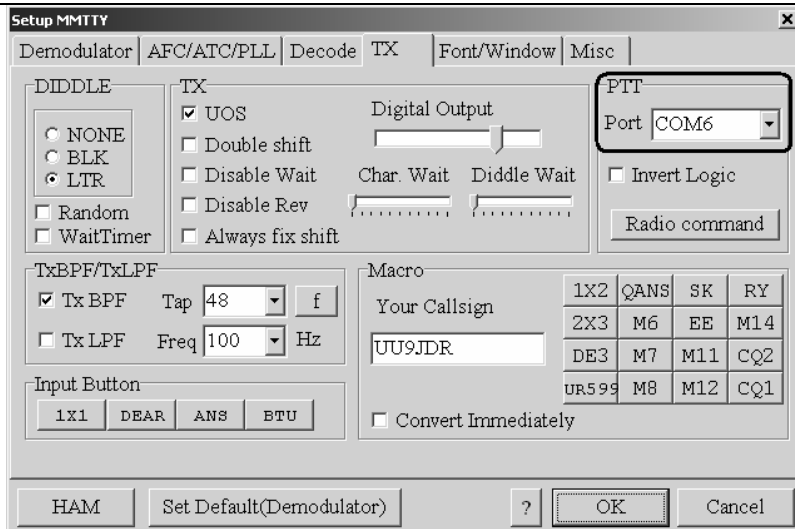 Setup MMTTY
Demodulator AFC/ATC/PLL Decode TX Font/Window Misc
DIDDLE
NONE
BLK
LTR
Random
WaitTimer
TX
UOS
Double shift
Disable Wait
Disable Rev
Always fix shift
Digital Output
Char. Wait Diddle Wait
PTT
Port COM6
Invert Logic
Radio command
TxBPF/TxLPF
Tx BPF Tap 48 f
Tx LPF Freq 100 Hz
Input Button
1X1 DEAR ANS BTU
Macro
Your Callsign
UU9JDR
Convert Immediately
1X2 QANS SK RY
2X3 M6 EE M14
DE3 M7 M11 CQ2
UR599 M8 M12 CQ1
HAM Set Default(Demodulator) ? OK Cancel